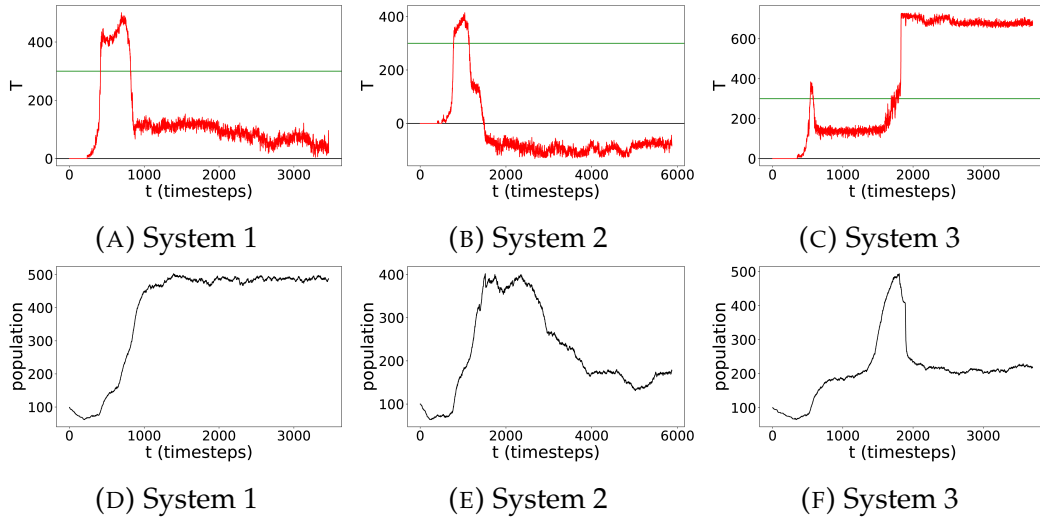 400
200
0
T
0 1000 2000 3000
t (timesteps)
(A) System 1
400
200
0
T
0 2000 4000 6000
t (timesteps)
(B) System 2
600
400
200
0
T
0 1000 2000 3000
t (timesteps)
(C) System 3
500
400
300
200
100
population
0 1000 2000 3000
t (timesteps)
(D) System 1
400
300
200
100
population
0 2000 4000 6000
t (timesteps)
(E) System 2
500
400
300
200
100
population
0 1000 2000 3000
t (timesteps)
(F) System 3